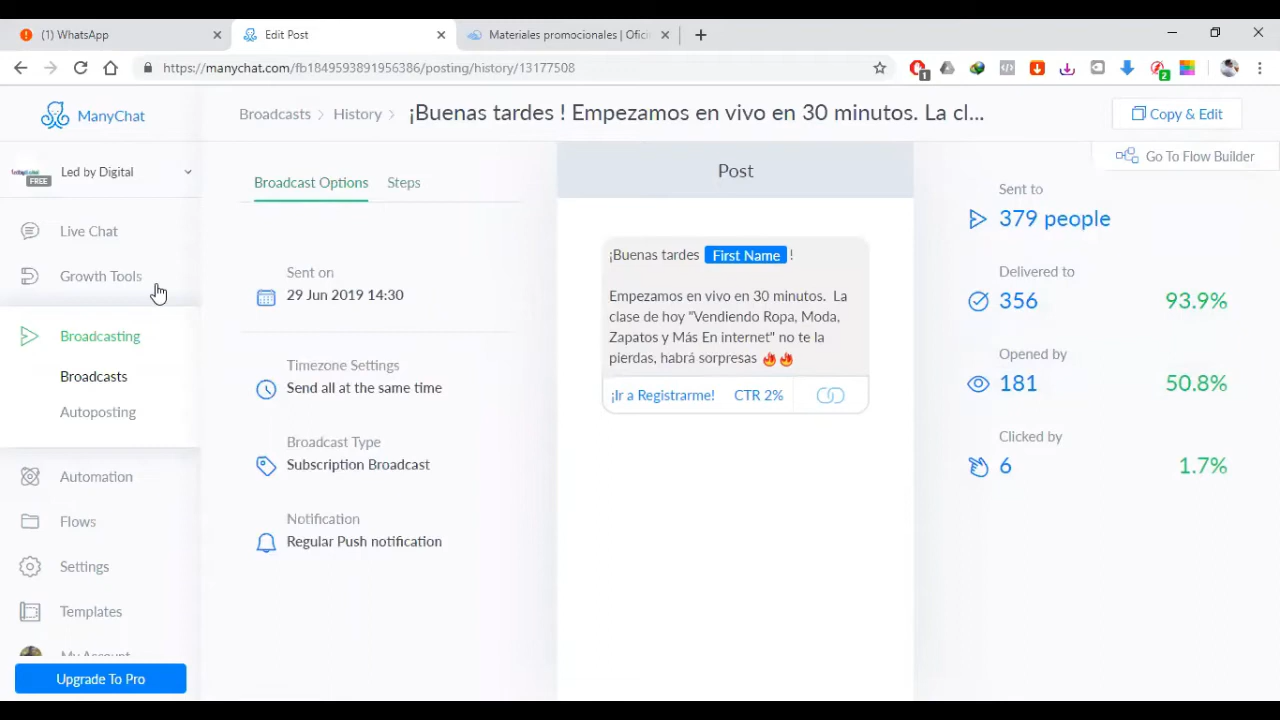 (1) WhatsApp
Edit Post
Materiales promocionales | Ofici
https://manychat.com/fb1849593891956386/posting/history/13177508
1
2
ManyChat
Broadcasts
History
¡Buenas tardes ! Empezamos en vivo en 30 minutos. La cl...
Copy & Edit
Go To Flow Builder
FREE
Led by Digital
Live Chat
Growth Tools
Broadcasting
Broadcasts
Autoposting
Automation
Flows
Settings
Templates
My Account
Upgrade To Pro
Broadcast Options
Steps
Sent on
29 Jun 2019 14:30
Timezone Settings
Send all at the same time
Broadcast Type
Subscription Broadcast
Notification
Regular Push notification
Post
¡Buenas tardes First Name !
Empezamos en vivo en 30 minutos. La
clase de hoy "Vendiendo Ropa, Moda,
Zapatos y Más En internet" no te la
pierdas, habrá sorpresas 🔥🔥
¡Ir a Registrarme! CTR 2%
Sent to
379 people
Delivered to
356 93.9%
Opened by
181 50.8%
Clicked by
6 1.7%